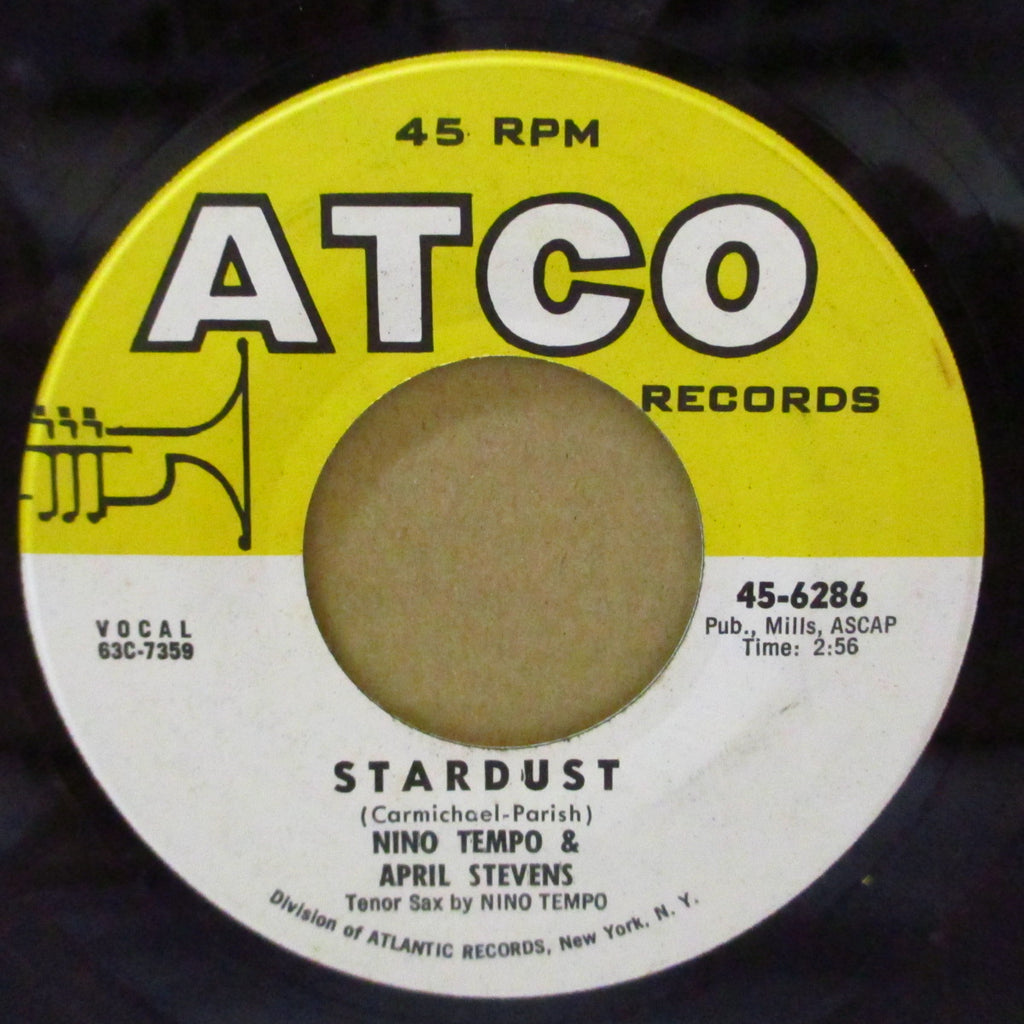 45 RPM
ATCO
RECORDS
VOCAL
63C-7359
45-6286
Pub., Mills, ASCAP
Time: 2:56
STARDUST
(Carmichael-Parish)
NINO TEMPO &
APRIL STEVENS
Tenor Sax by NINO TEMPO
Division of ATLANTIC RECORDS, New York, N. Y.